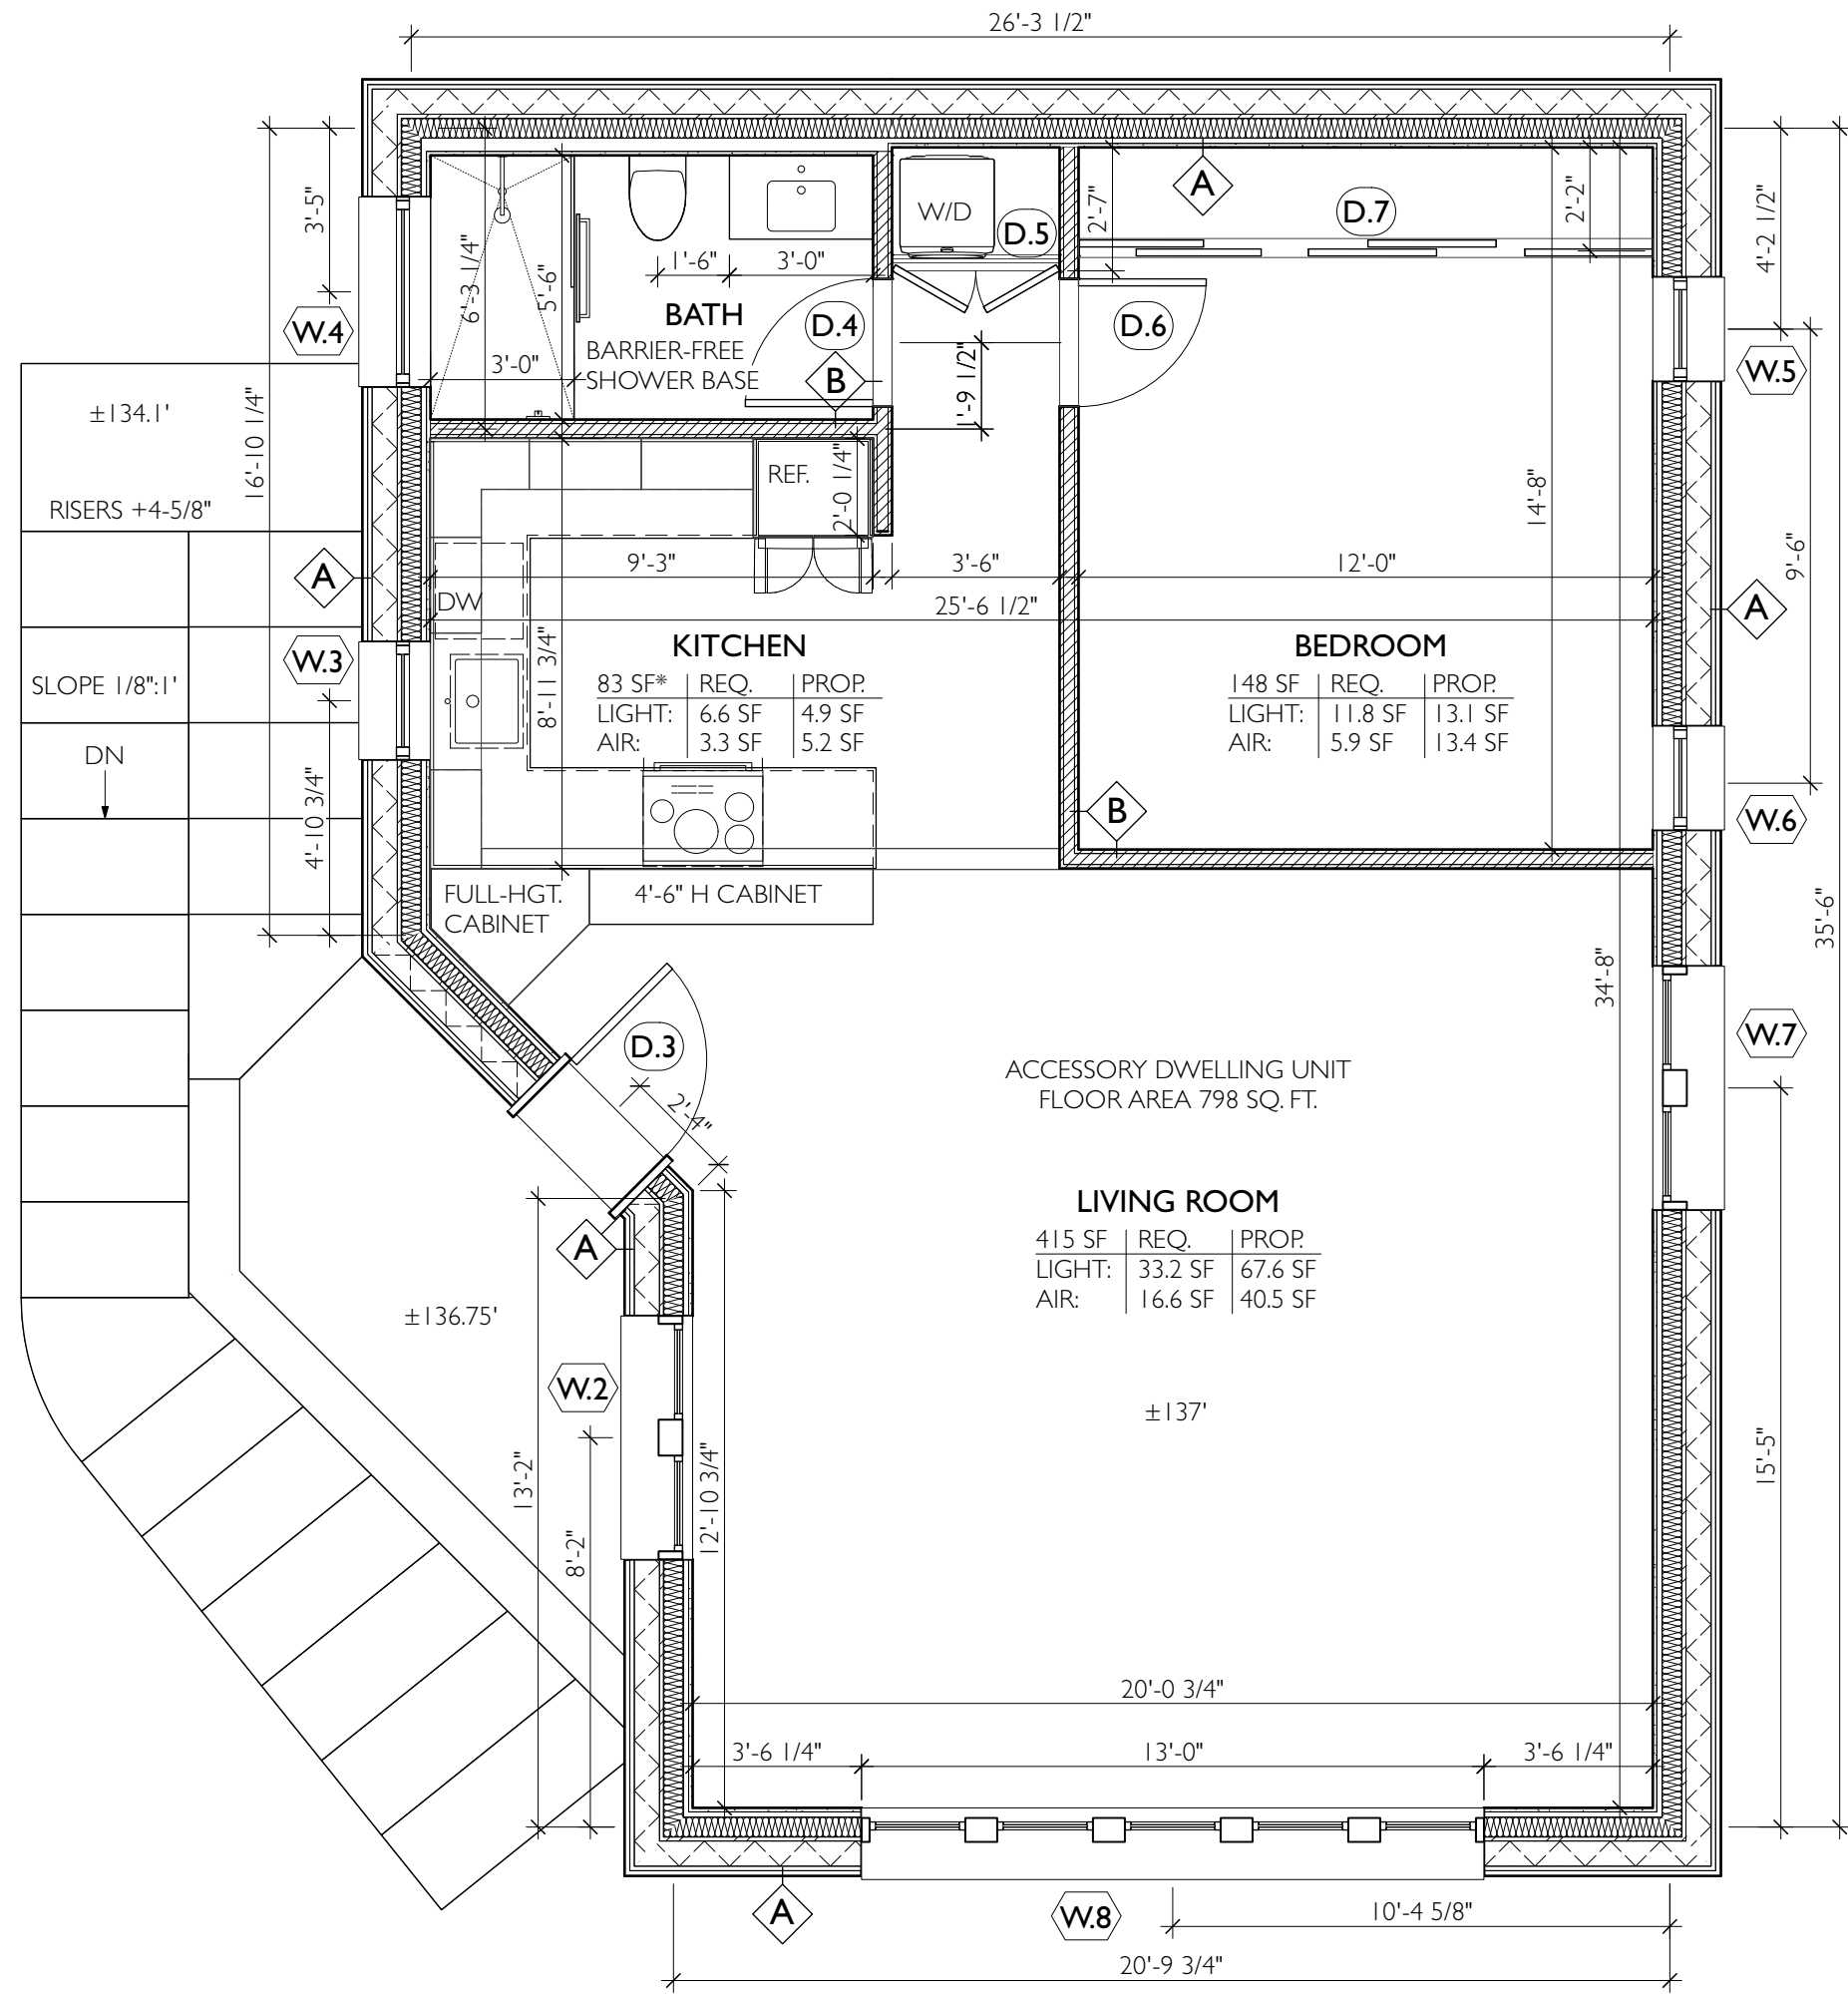 26'-3 1/2"
3'-5"
6'-3 1/4"
5'-6"
1'-6"
3'-0"
W/D
D.5
2'-7"
A
D.7
2'-2"
4'-2 1/2"
W.4
BATH
BARRIER-FREE
SHOWER BASE
3'-0"
D.4
B
1'-9 1/2"
D.6
W.5
±134.1'
RISERS +4-5/8"
16'-10 1/4"
REF.
2'-0 1/4"
14'-8"
A
9'-3"
3'-6"
12'-0"
9'-6"
DW
25'-6 1/2"
A
SLOPE 1/8":1'
W.3
8'-11 3/4"
KITCHEN
83 SF* REQ. PROP.
LIGHT: 6.6 SF 4.9 SF
AIR: 3.3 SF 5.2 SF
BEDROOM
148 SF REQ. PROP.
LIGHT: 11.8 SF 13.1 SF
AIR: 5.9 SF 13.4 SF
DN
4'-10 3/4"
B
W.6
FULL-HGT.
CABINET
4'-6" H CABINET
35'-6"
34'-8"
D.3
2'-4"
W.7
ACCESSORY DWELLING UNIT
FLOOR AREA 798 SQ. FT.
A
LIVING ROOM
415 SF REQ. PROP.
LIGHT: 33.2 SF 67.6 SF
AIR: 16.6 SF 40.5 SF
±136.75'
W.2
±137'
13'-2"
8'-2"
12'-10 3/4"
15'-5"
20'-0 3/4"
3'-6 1/4"
13'-0"
3'-6 1/4"
A
W.8
10'-4 5/8"
20'-9 3/4"